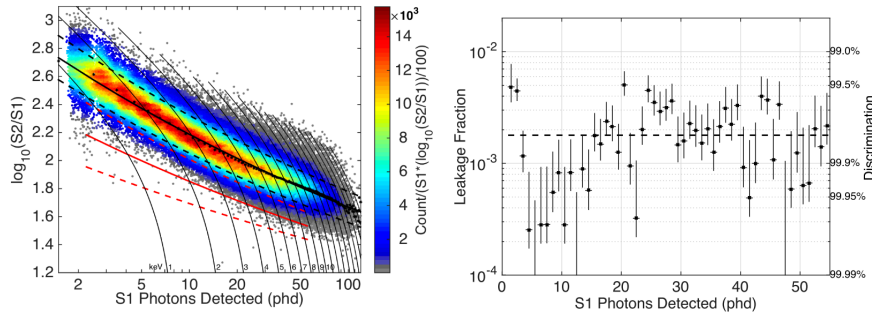 ×10³
3
2.8
2.6
2.4
2.2
2
1.8
1.6
1.4
1.2
log₁₀(S2/S1)
keV 1 2 3 4 5 6 7 8 9 10
2 5 10 20 50 100
S1 Photons Detected (phd)
14
12
10
8
6
4
2
Count/(S1*(log₁₀(S2/S1))/100)
10⁻²
10⁻³
10⁻⁴
Leakage Fraction
0 10 20 30 40 50
S1 Photons Detected (phd)
99.0%
99.5%
99.9%
99.95%
99.99%
Discrimination